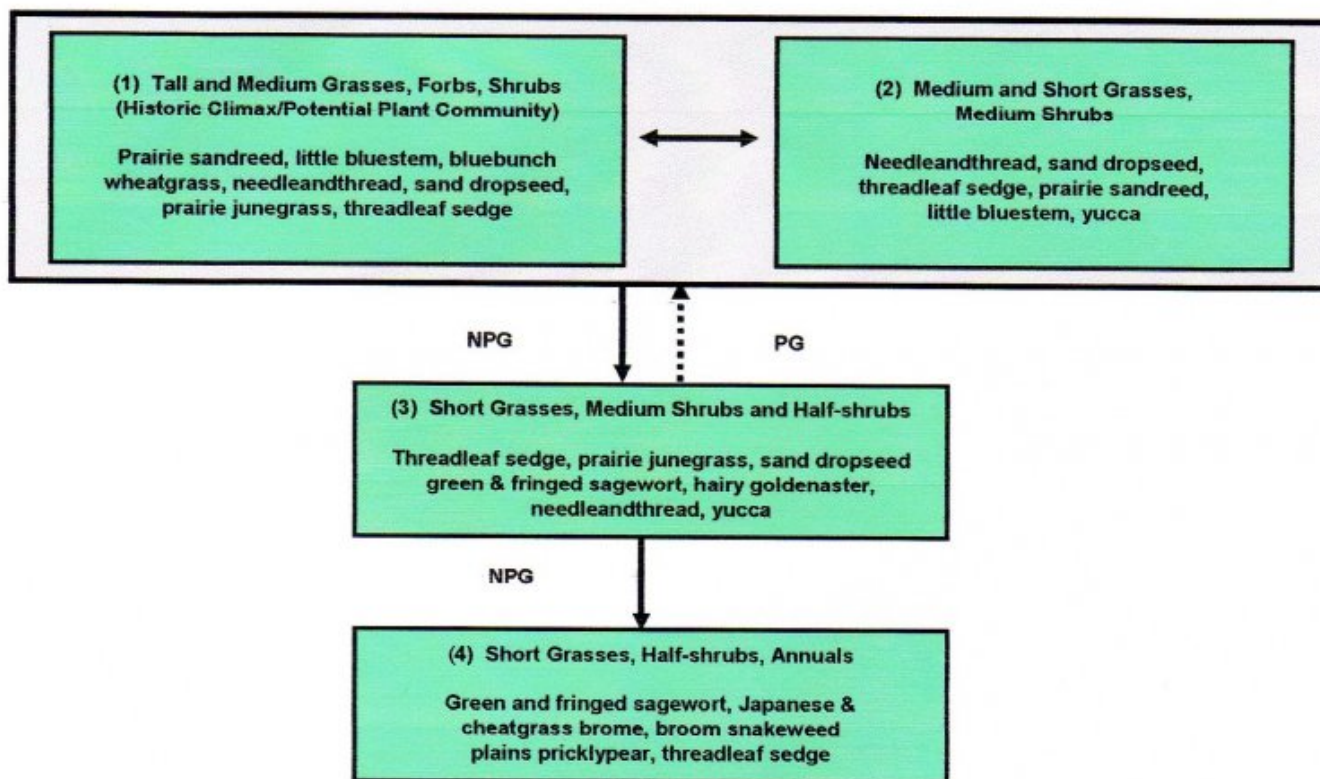 (1) Tall and Medium Grasses, Forbs, Shrubs
(Historic Climax/Potential Plant Community)
Prairie sandreed, little bluestem, bluebunch
wheatgrass, needleandthread, sand dropseed,
prairie junegrass, threadleaf sedge
(2) Medium and Short Grasses,
Medium Shrubs
Needleandthread, sand dropseed,
threadleaf sedge, prairie sandreed,
little bluestem, yucca
NPG
PG
(3) Short Grasses, Medium Shrubs and Half-shrubs
Threadleaf sedge, prairie junegrass, sand dropseed
green & fringed sagewort, hairy goldenaster,
needleandthread, yucca
NPG
(4) Short Grasses, Half-shrubs, Annuals
Green and fringed sagewort, Japanese &
cheatgrass brome, broom snakeweed
plains pricklypear, threadleaf sedge